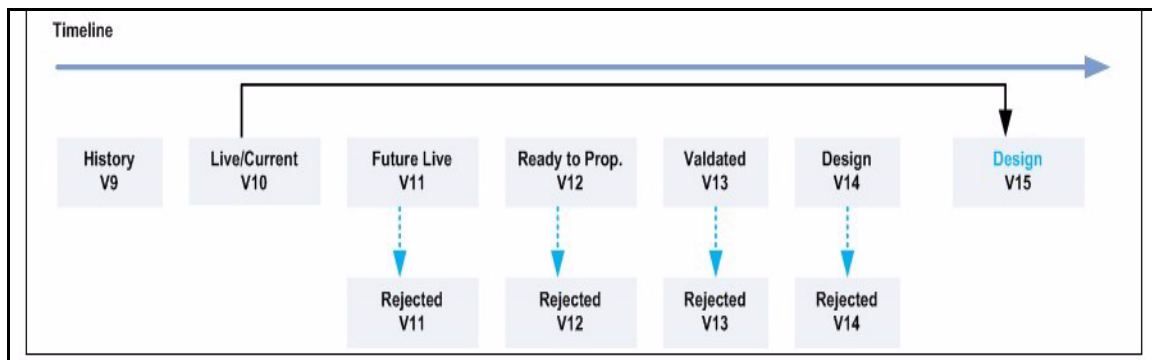 Timeline
History
V9
Live/Current
V10
Future Live
V11
Ready to Prop.
V12
Valdated
V13
Design
V14
Design
V15
Rejected
V11
Rejected
V12
Rejected
V13
Rejected
V14